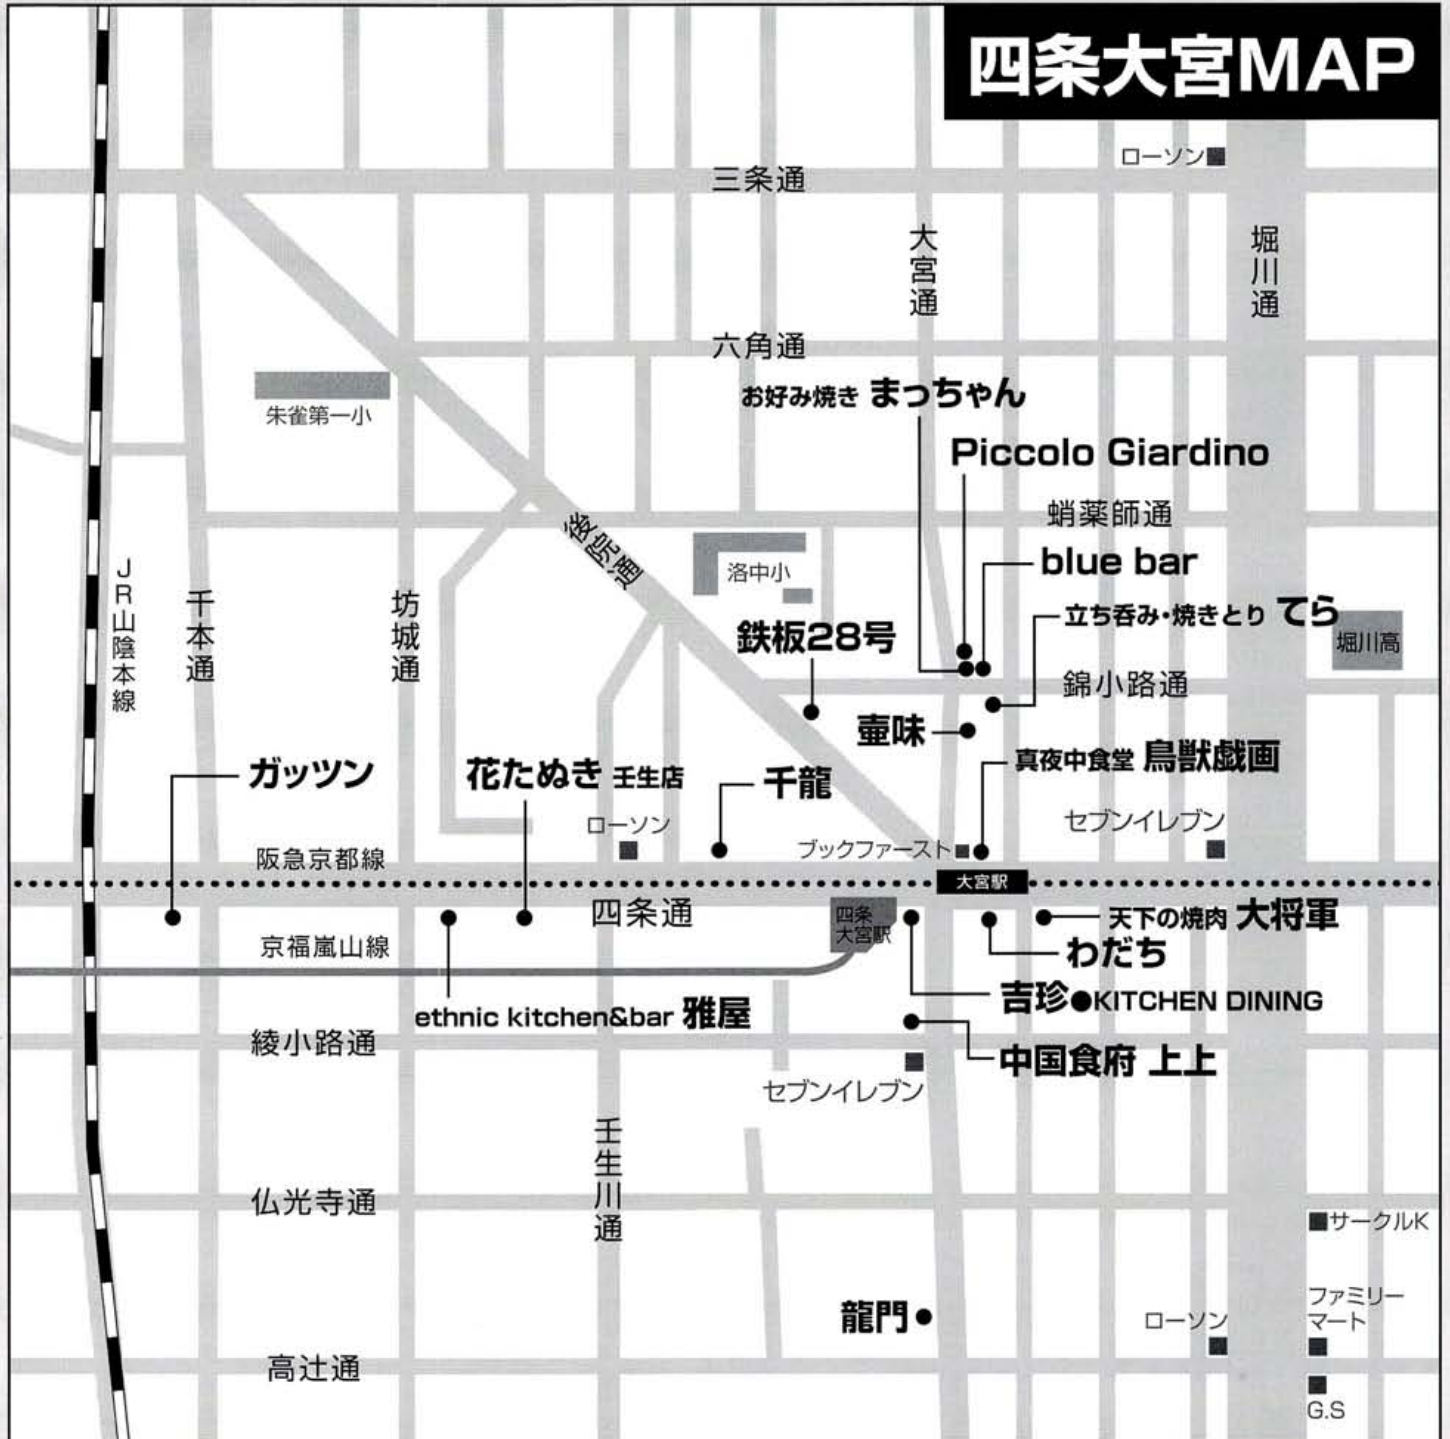 四条大宮MAP
ローソン
三条通
大宮通
堀川通
六角通
朱雀第一小
お好み焼き まっちゃん
Piccolo Giardino
蛸薬師通
後院通
洛中小
blue bar
立ち呑み・焼きとり てら
堀川高
JR山陰本線
千本通
坊城通
鉄板28号
錦小路通
壷味
真夜中食堂 鳥獣戯画
ガッツン
花たぬき 壬生店
千龍
ローソン
ブックファースト
セブンイレブン
阪急京都線
大宮駅
四条通
四条
大宮駅
天下の焼肉 大将軍
京福嵐山線
わだち
吉珍●KITCHEN DINING
ethnic kitchen&bar 雅屋
綾小路通
中国食府 上上
セブンイレブン
壬生川通
仏光寺通
サークルK
龍門
ローソン
ファミリー
マート
高辻通
G.S